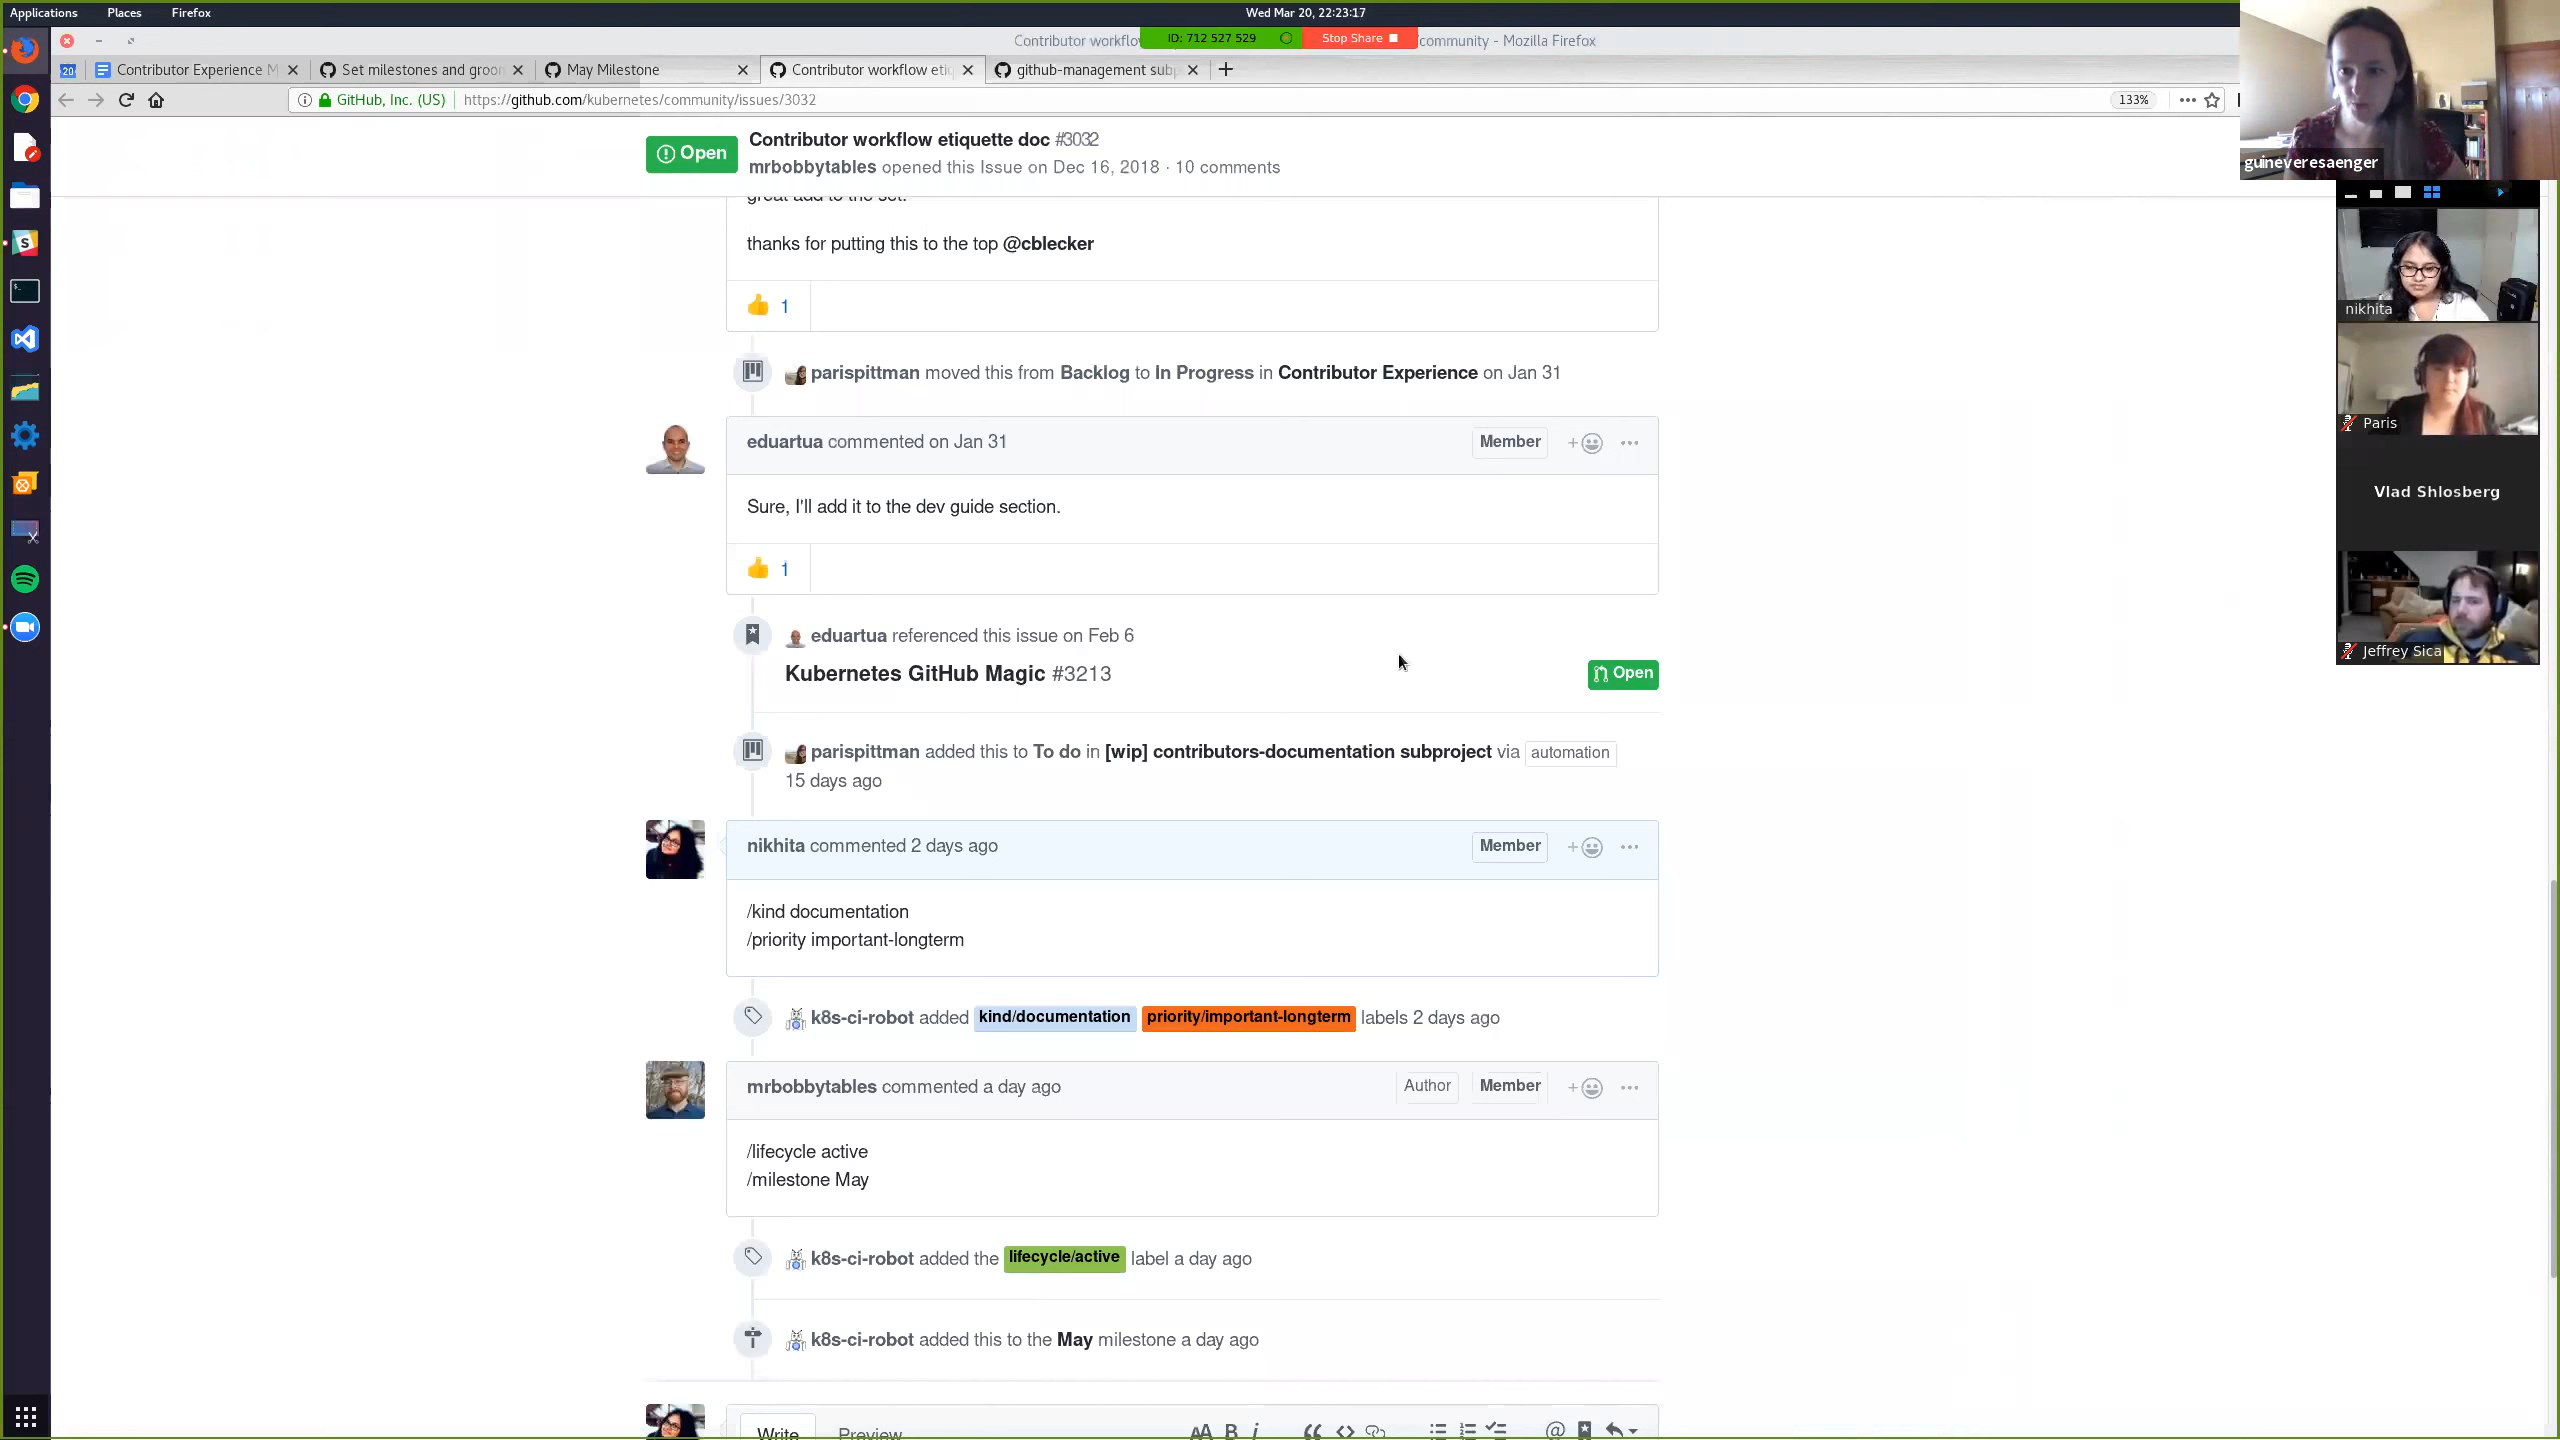 Applications Places Firefox
Wed Mar 20, 22:23:17
ID: 712 527 529 Stop Share
community - Mozilla Firefox
Contributor Experience Set milestones and May Milestone Contributor workflow github-management
GitHub, Inc. (US) https://github.com/kubernetes/community/issues/3032 133%
guineveresaenger
Open
Contributor workflow etiquette doc #3032
mrbobbytables opened this Issue on Dec 16, 2018 · 10 comments
great add to the set.
thanks for putting this to the top @cblecker
👍 1
parispittman moved this from Backlog to In Progress in Contributor Experience on Jan 31
eduartua commented on Jan 31 Member
Sure, I'll add it to the dev guide section.
👍 1
eduartua referenced this issue on Feb 6
Kubernetes GitHub Magic #3213 Open
parispittman added this to To do in [wip] contributors-documentation subproject via automation
15 days ago
nikhita commented 2 days ago Member
/kind documentation
/priority important-longterm
k8s-ci-robot added kind/documentation priority/important-longterm labels 2 days ago
mrbobbytables commented a day ago Author Member
/lifecycle active
/milestone May
k8s-ci-robot added the lifecycle/active label a day ago
k8s-ci-robot added this to the May milestone a day ago
Write Preview
nikhita
Paris
Vlad Shlosberg
Jeffrey Sica